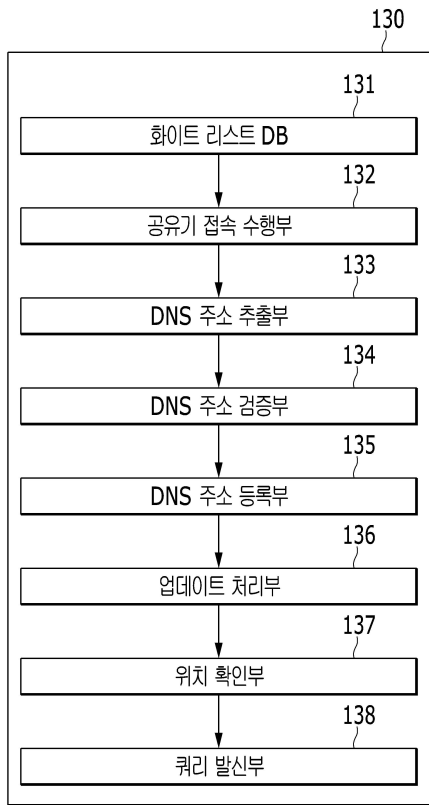 130
131
화이트 리스트 DB
132
공유기 접속 수행부
133
DNS 주소 추출부
134
DNS 주소 검증부
135
DNS 주소 등록부
136
업데이트 처리부
137
위치 확인부
138
쿼리 발신부